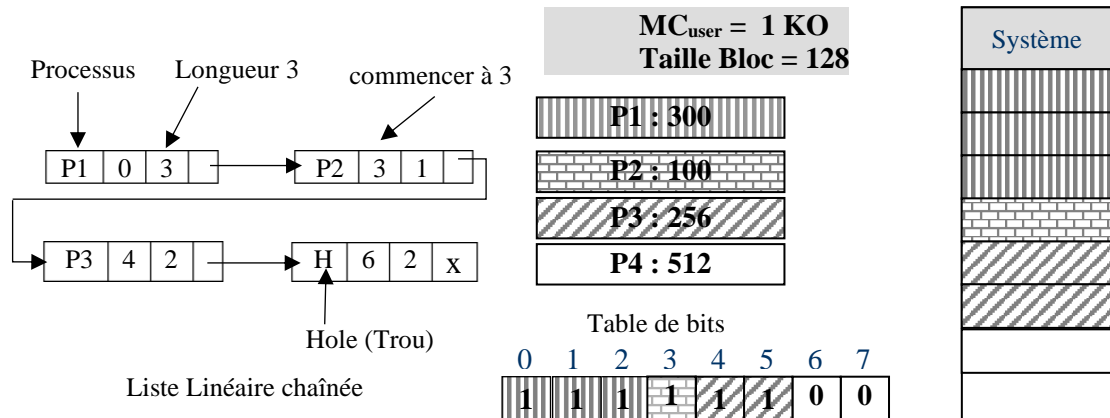 MCuser = 1 KO
Taille Bloc = 128
Système
Processus
Longueur 3
commencer à 3
P1 : 300
P1 0 3
P2 3 1
P2 : 100
P3 : 256
P3 4 2
H 6 2 x
P4 : 512
Hole (Trou)
Table de bits
0 1 2 3 4 5 6 7
Liste Linéaire chaînée
1 1 1 1 1 1 0 0